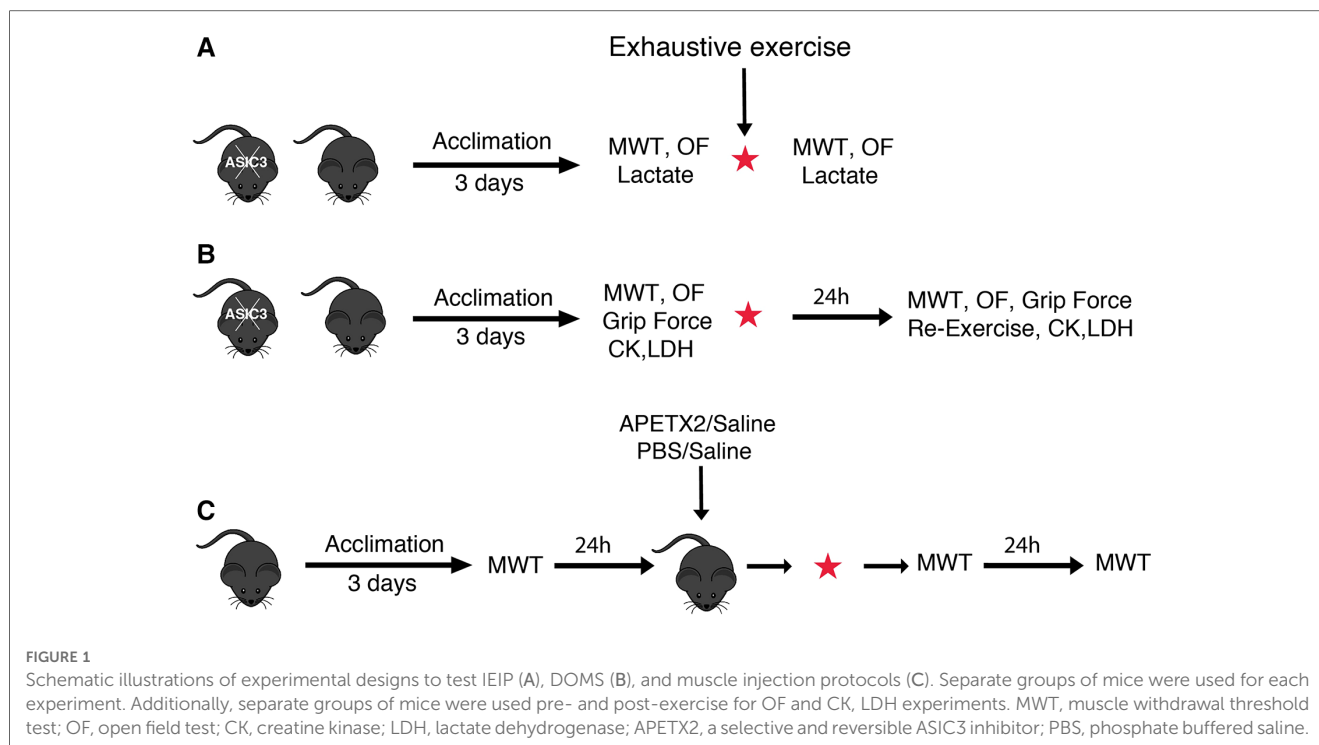 A
Exhaustive exercise
ASIC3
Acclimation
3 days
MWT, OF
Lactate
MWT, OF
Lactate
B
ASIC3
Acclimation
3 days
MWT, OF
Grip Force
CK,LDH
24h
MWT, OF, Grip Force
Re-Exercise, CK,LDH
APETX2/Saline
PBS/Saline
C
Acclimation
3 days
MWT
24h
MWT
24h
MWT
FIGURE 1
Schematic illustrations of experimental designs to test IEIP (A), DOMS (B), and muscle injection protocols (C). Separate groups of mice were used for each
experiment. Additionally, separate groups of mice were used pre- and post-exercise for OF and CK, LDH experiments. MWT, muscle withdrawal threshold
test; OF, open field test; CK, creatine kinase; LDH, lactate dehydrogenase; APETX2, a selective and reversible ASIC3 inhibitor; PBS, phosphate buffered saline.